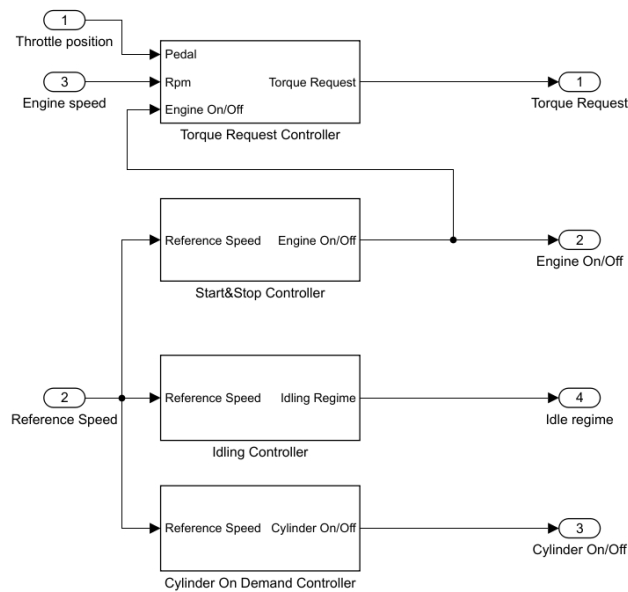 1
Throttle position
3
Engine speed
Pedal
Rpm
Engine On/Off
Torque Request
Torque Request Controller
1
Torque Request
Reference Speed
Engine On/Off
Start&Stop Controller
2
Engine On/Off
2
Reference Speed
Reference Speed
Idling Regime
Idling Controller
4
Idle regime
Reference Speed
Cylinder On/Off
Cylinder On Demand Controller
3
Cylinder On/Off